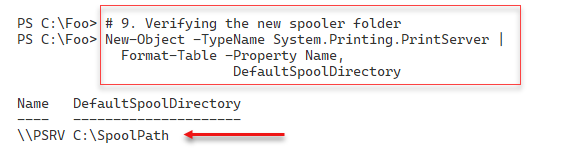 PS C:\Foo> # 9. Verifying the new spooler folder
PS C:\Foo> New-Object -TypeName System.Printing.PrintServer |
Format-Table -Property Name,
DefaultSpoolDirectory
Name DefaultSpoolDirectory
---- ---------------------
\\PSRV C:\SpoolPath